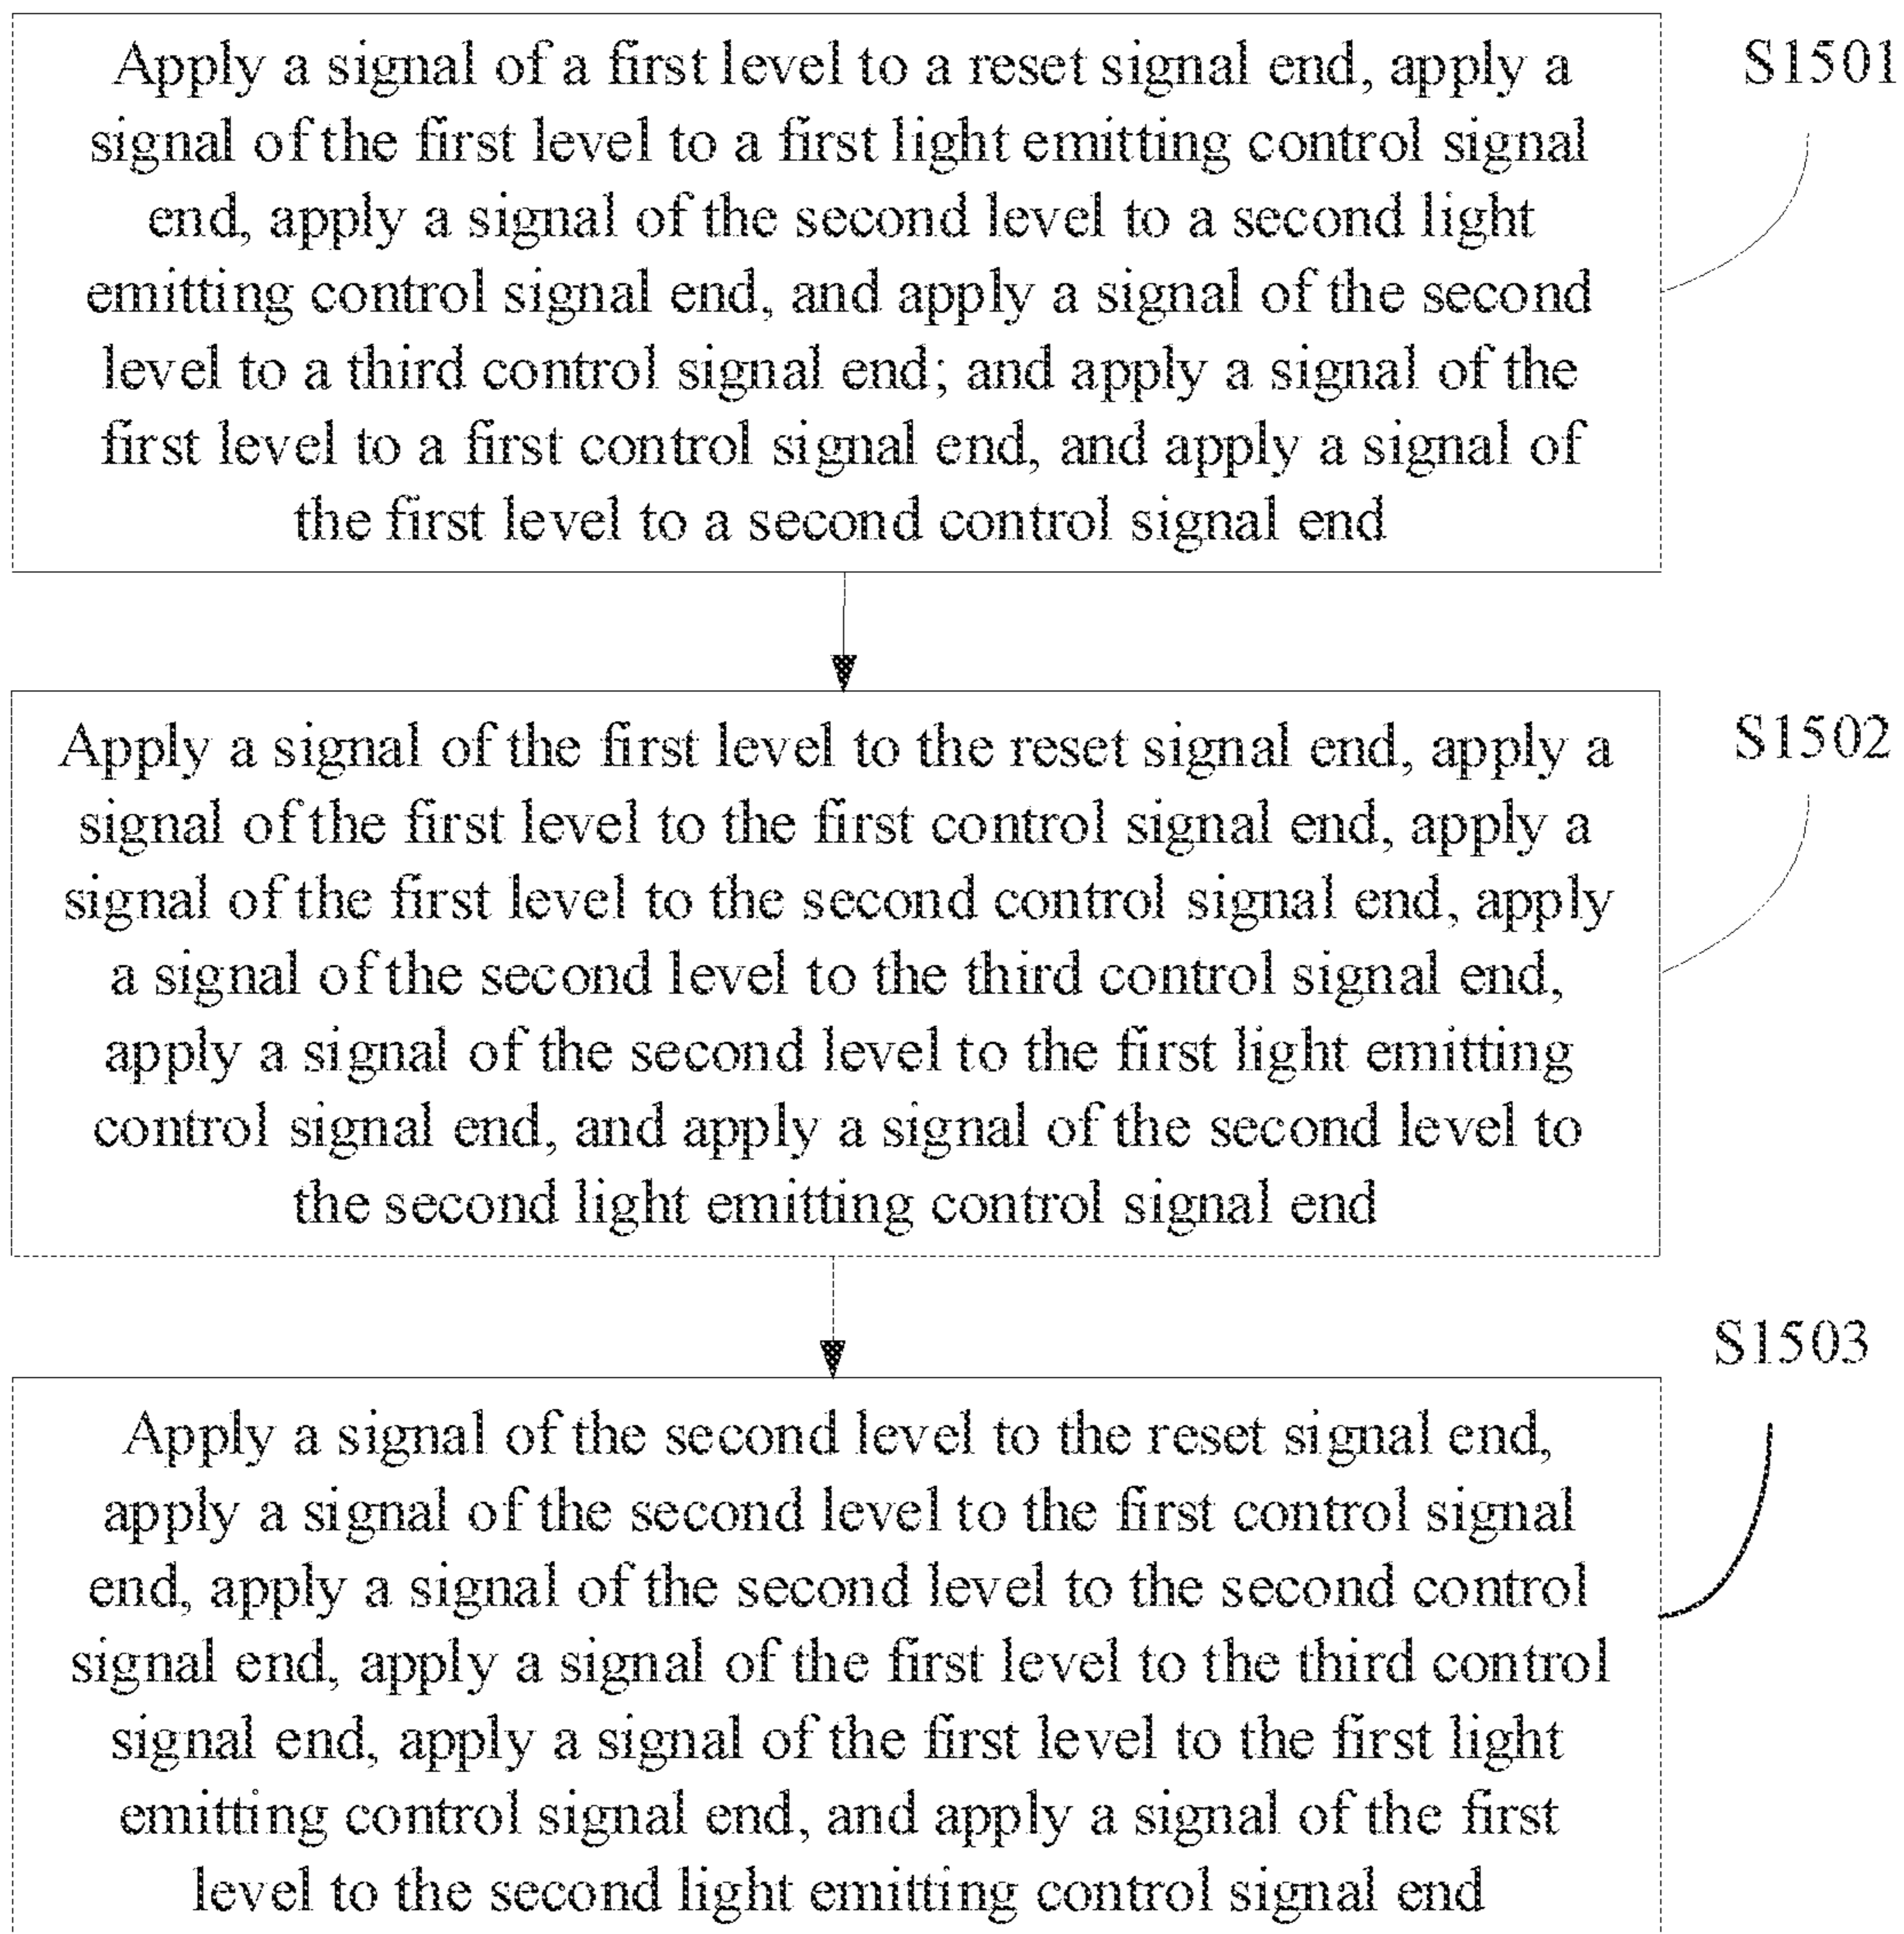 Apply a signal of a first level to a reset signal end, apply a
signal of the first level to a first light emitting control signal
end, apply a signal of the second level to a second light
emitting control signal end, and apply a signal of the second
level to a third control signal end; and apply a signal of the
first level to a first control signal end, and apply a signal of
the first level to a second control signal end
S1501
Apply a signal of the first level to the reset signal end, apply a
signal of the first level to the first control signal end, apply a
signal of the first level to the second control signal end, apply
a signal of the second level to the third control signal end,
apply a signal of the second level to the first light emitting
control signal end, and apply a signal of the second level to
the second light emitting control signal end
S1502
Apply a signal of the second level to the reset signal end,
apply a signal of the second level to the first control signal
end, apply a signal of the second level to the second control
signal end, apply a signal of the first level to the third control
signal end, apply a signal of the first level to the first light
emitting control signal end, and apply a signal of the first
level to the second light emitting control signal end
S1503